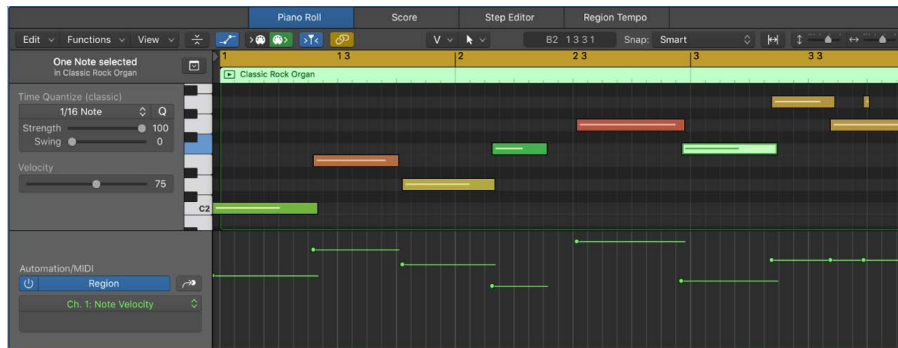 Piano Roll Score Step Editor Region Tempo
Edit Functions View V B2 1 3 3 1 Snap: Smart
One Note selected
in Classic Rock Organ
1 1 3 2 2 3 3 3 3
Classic Rock Organ
Time Quantize (classic)
1/16 Note Q
Strength 100
Swing 0
Velocity
75
C2
Automation/MIDI
Region
Ch. 1: Note Velocity